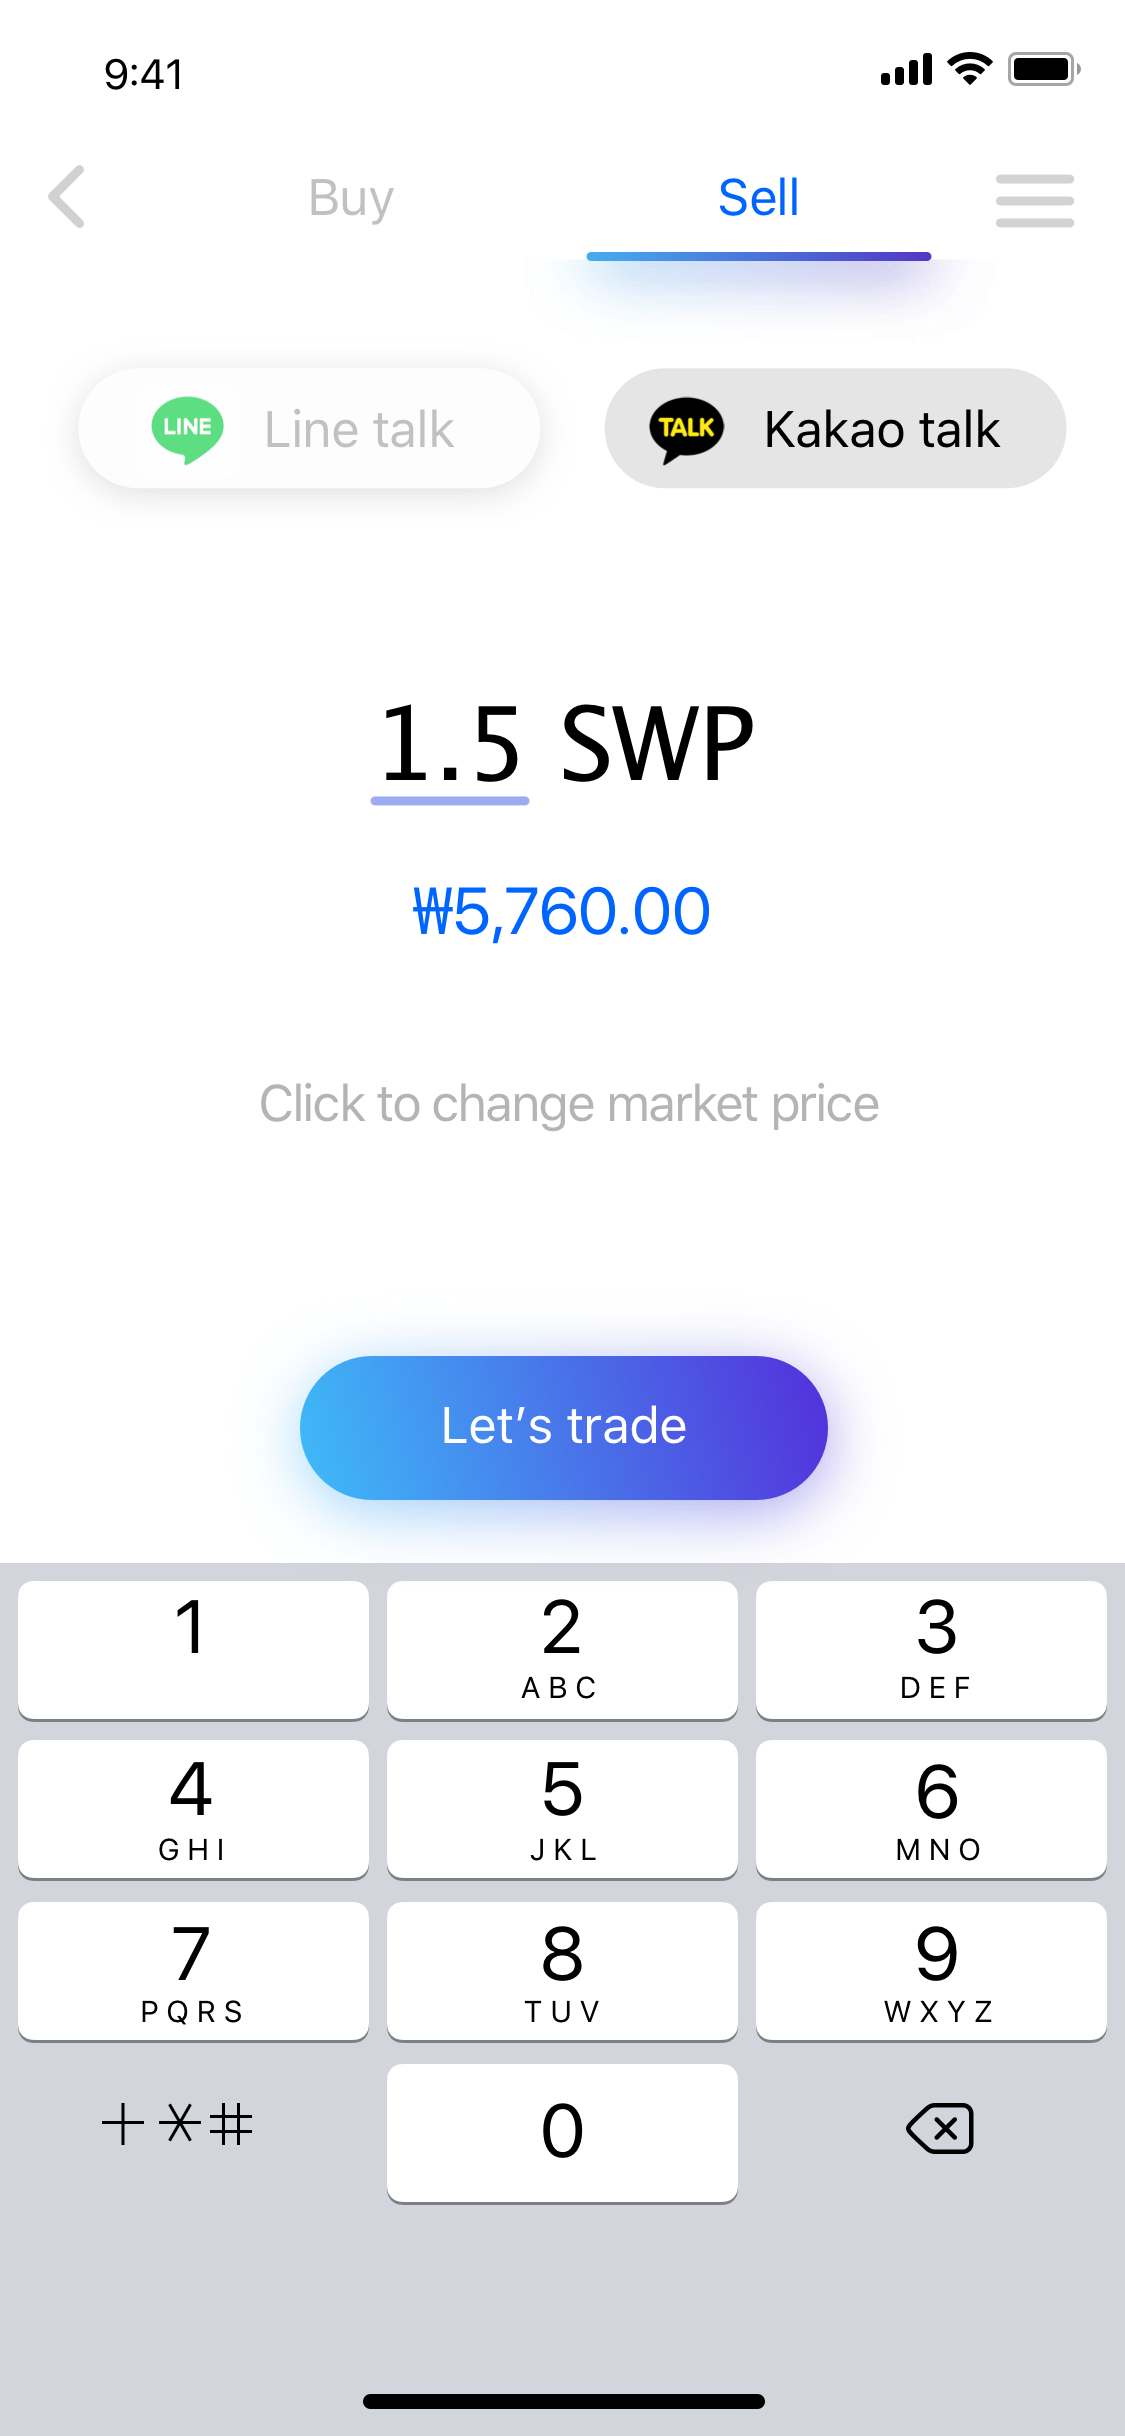 9:41
Buy Sell
LINE Line talk TALK Kakao talk
1.5 SWP
₩5,760.00
Click to change market price
Let’s trade
1 2 3
ABC DEF
4 5 6
GHI JKL MNO
7 8 9
PQRS TUV WXYZ
+*# 0